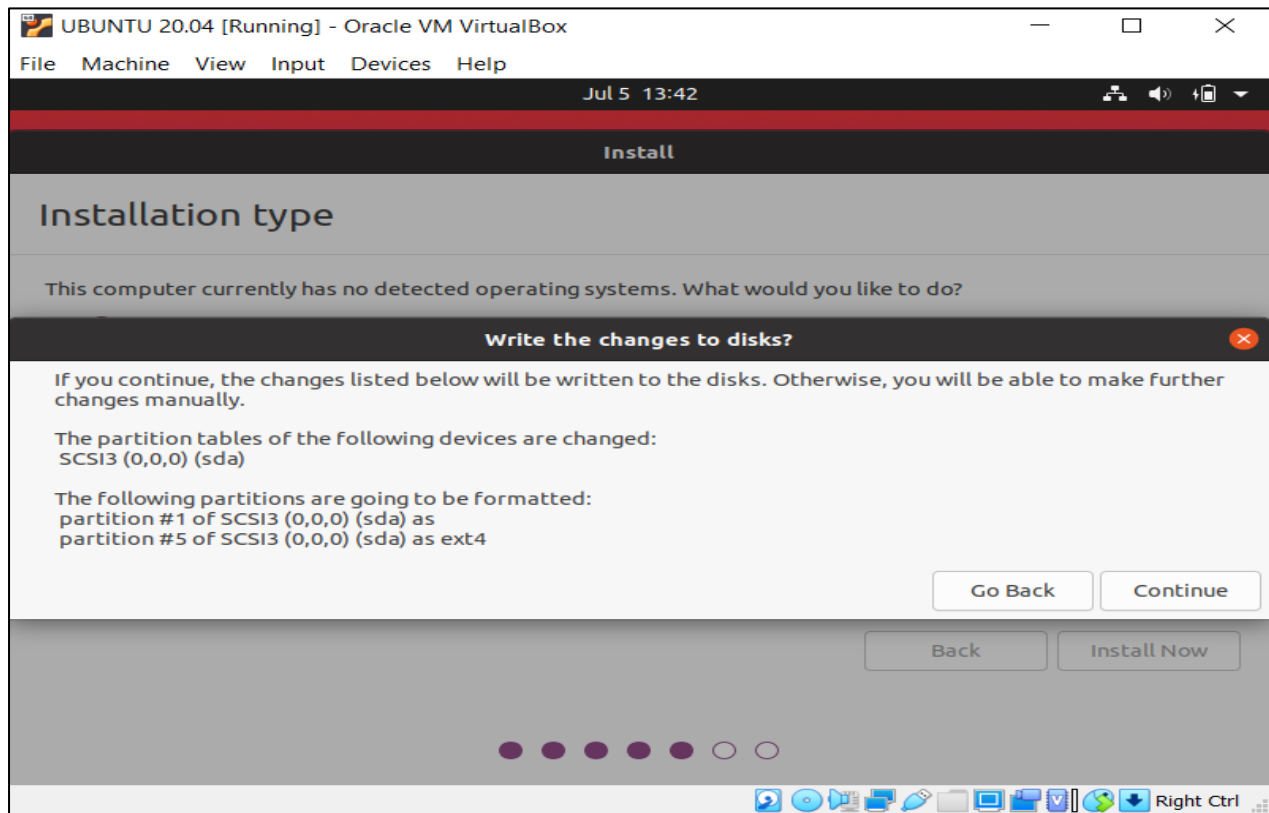 UBUNTU 20.04 [Running] - Oracle VM VirtualBox
File Machine View Input Devices Help
Jul 5 13:42
Install
Installation type
This computer currently has no detected operating systems. What would you like to do?
Write the changes to disks?
If you continue, the changes listed below will be written to the disks. Otherwise, you will be able to make further
changes manually.
The partition tables of the following devices are changed:
SCSI3 (0,0,0) (sda)
The following partitions are going to be formatted:
partition #1 of SCSI3 (0,0,0) (sda) as
partition #5 of SCSI3 (0,0,0) (sda) as ext4
Go Back Continue
Back Install Now
Right Ctrl